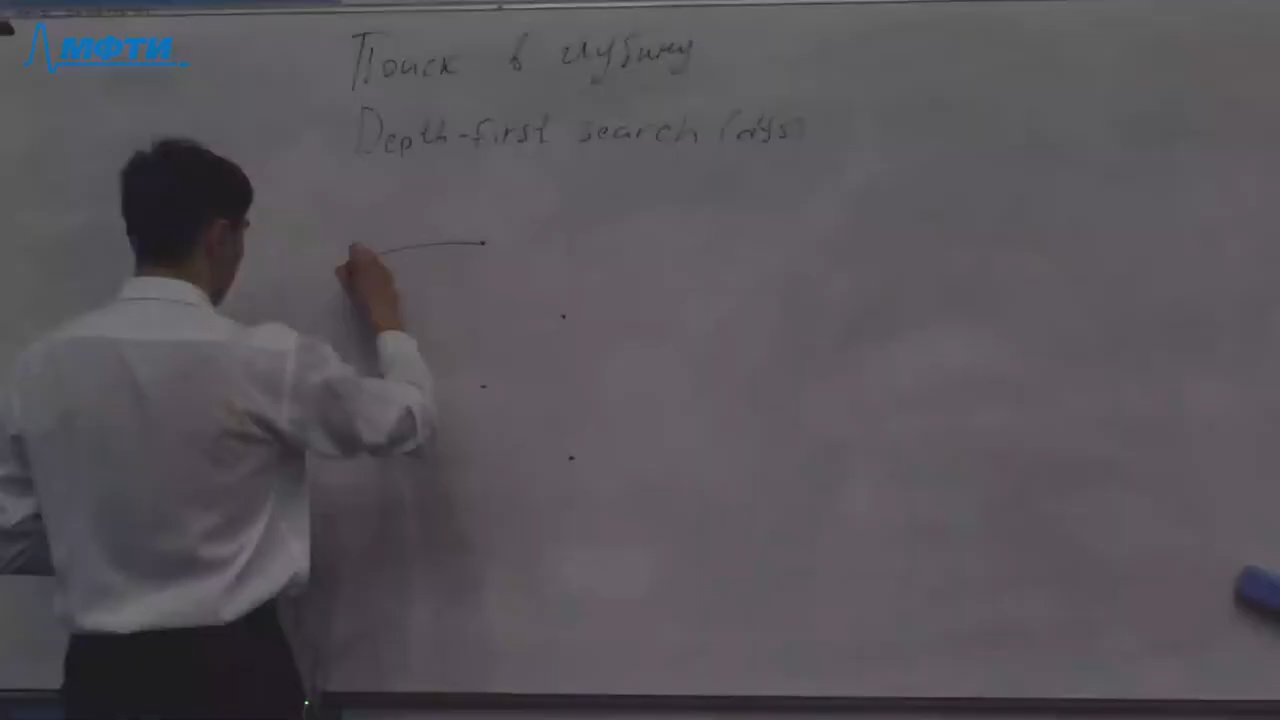 МФТИ
Поиск в глубину
Depth-first search (dfs)